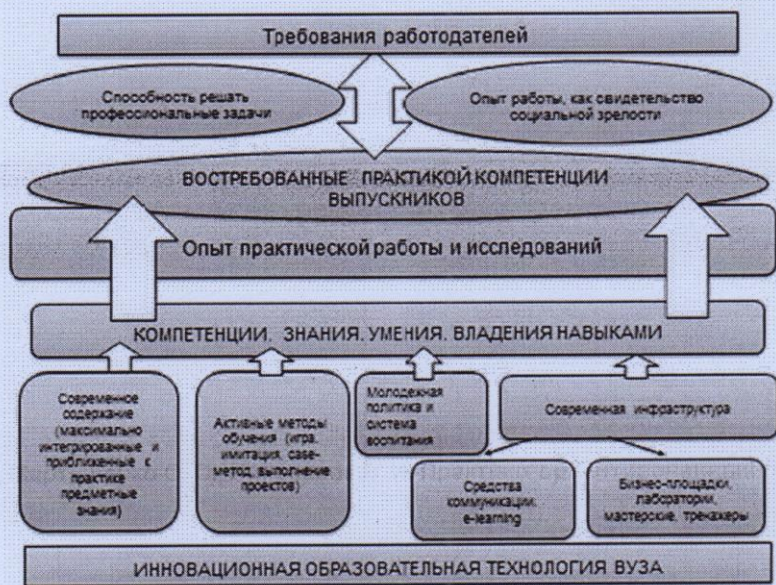 Требования работодателей
Способность решать
профессиональные задачи
Опыт работы, как свидетельство
социальной зрелости
ВОСТРЕБОВАННЫЕ ПРАКТИКОЙ КОМПЕТЕНЦИИ
ВЫПУСКНИКОВ
Опыт практической работы и исследований
КОМПЕТЕНЦИИ, ЗНАНИЯ, УМЕНИЯ, ВЛАДЕНИЯ НАВЫКАМИ
Современное
содержание
(максимально
интегрированные и
приближенные к
практике
предметные
знания)
Активные методы
обучения (игра,
имитация, case-
метод, выполнение
проектов)
Молодежная
политика и
система
воспитания
Современная инфраструктура
Средства
коммуникации,
e-learning
Бизнес-площадки,
лаборатории,
мастерские, тренажеры
ИННОВАЦИОННАЯ ОБРАЗОВАТЕЛЬНАЯ ТЕХНОЛОГИЯ ВУЗА